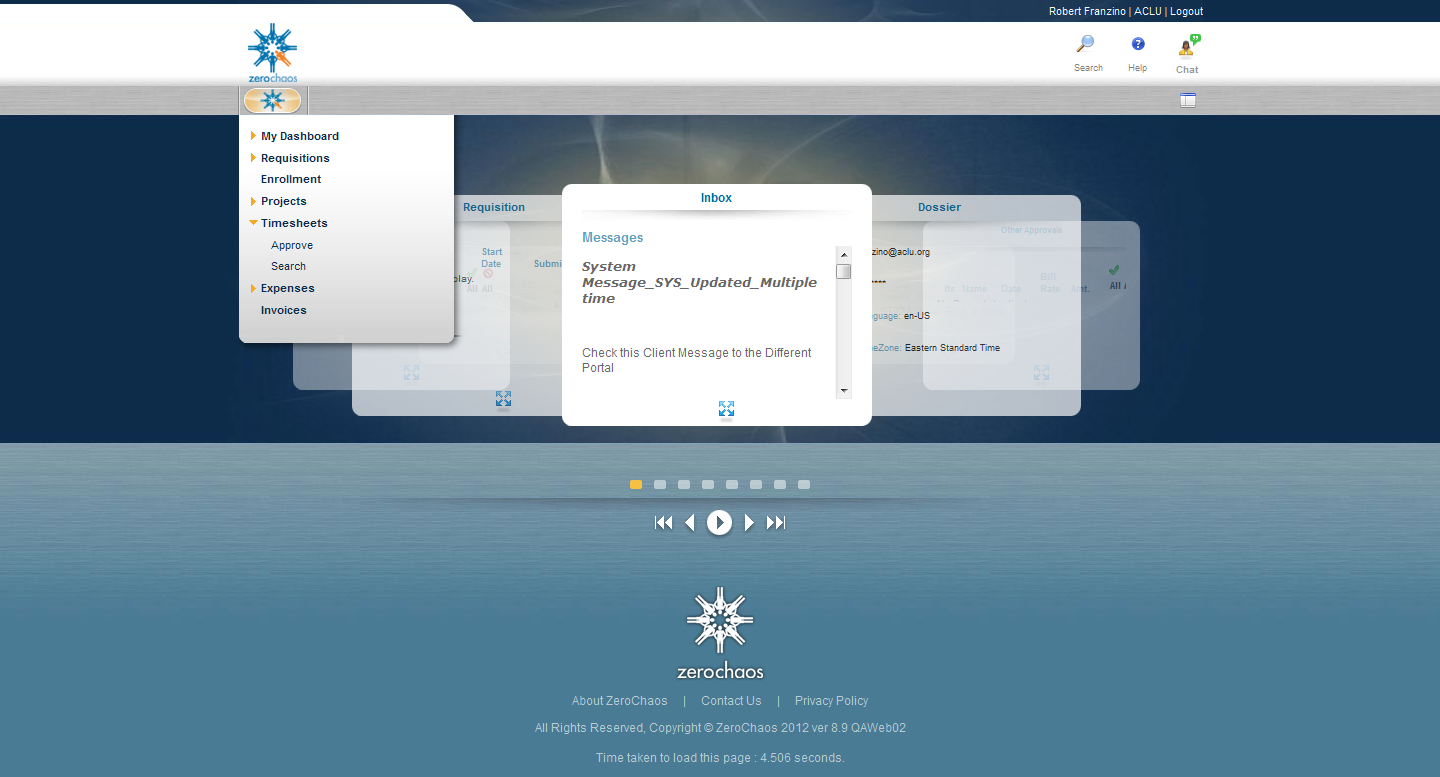 Robert Franzino | ACLU | Logout
zerochaos
Search
Help
Chat
My Dashboard
Requisitions
Enrollment
Projects
Timesheets
Approve
Search
Expenses
Invoices
Requisition
Start
Date
Submi
play.
All All
Inbox
Messages
System
Message_SYS_Updated_Multiple
time
Check this Client Message to the Different
Portal
Dossier
zino@aclu.org
****
guage: en-US
eZone: Eastern Standard Time
Other Approvals
Bill
Name Date Rate Amt. All A
zerochaos
About ZeroChaos | Contact Us | Privacy Policy
All Rights Reserved, Copyright © ZeroChaos 2012 ver 8.9 QAWeb02
Time taken to load this page : 4.506 seconds.